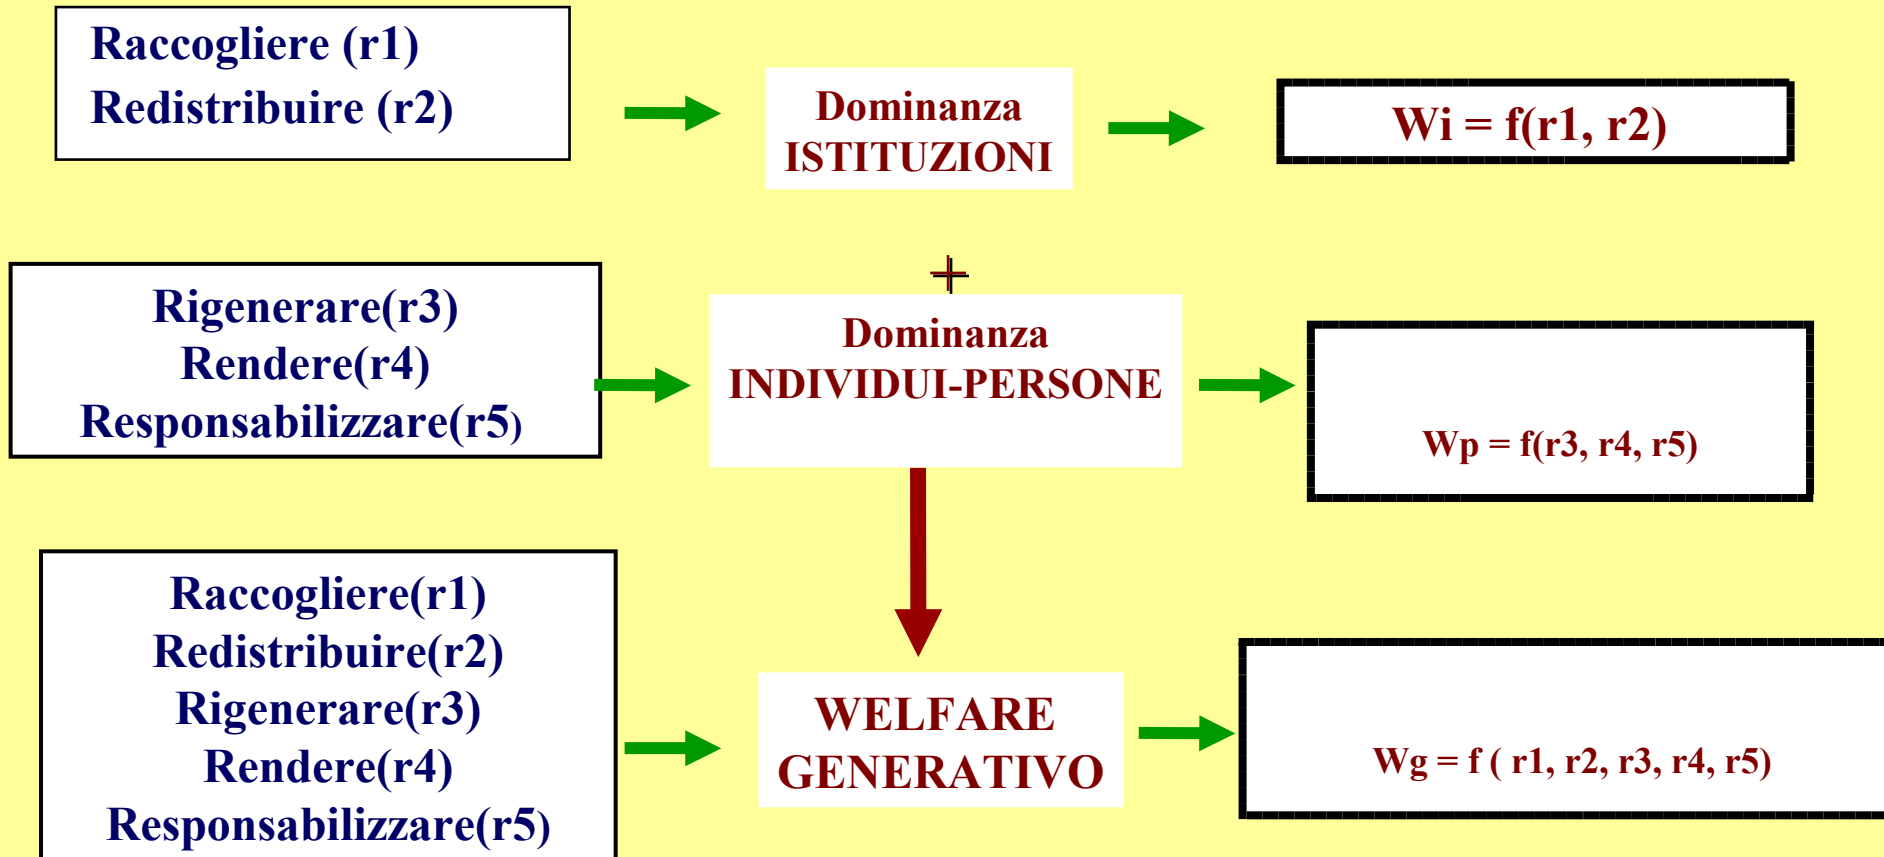 Raccogliere (r1)
Redistribuire (r2)
Dominanza
ISTITUZIONI
Wi = f(r1, r2)
+
Rigenerare(r3)
Rendere(r4)
Responsabilizzare(r5)
Dominanza
INDIVIDUI-PERSONE
Wp = f(r3, r4, r5)
Raccogliere(r1)
Redistribuire(r2)
Rigenerare(r3)
Rendere(r4)
Responsabilizzare(r5)
WELFARE
GENERATIVO
Wg = f ( r1, r2, r3, r4, r5)